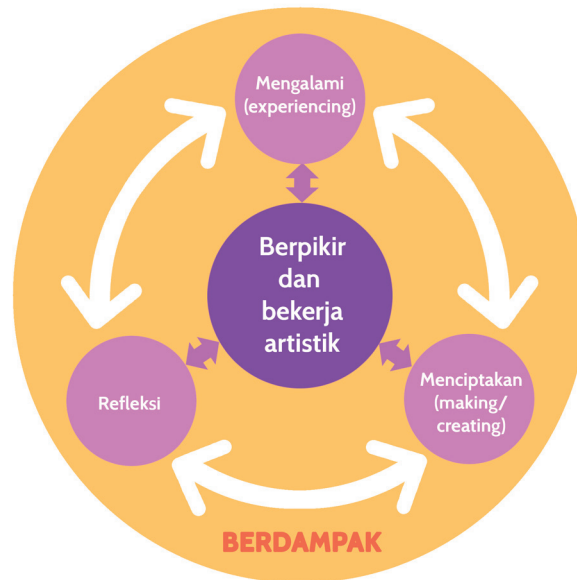 Mengalami
(experiencing)
Berpikir
dan
bekerja
artistik
Refleksi
Menciptakan
(making/
creating)
BERDAMPAK